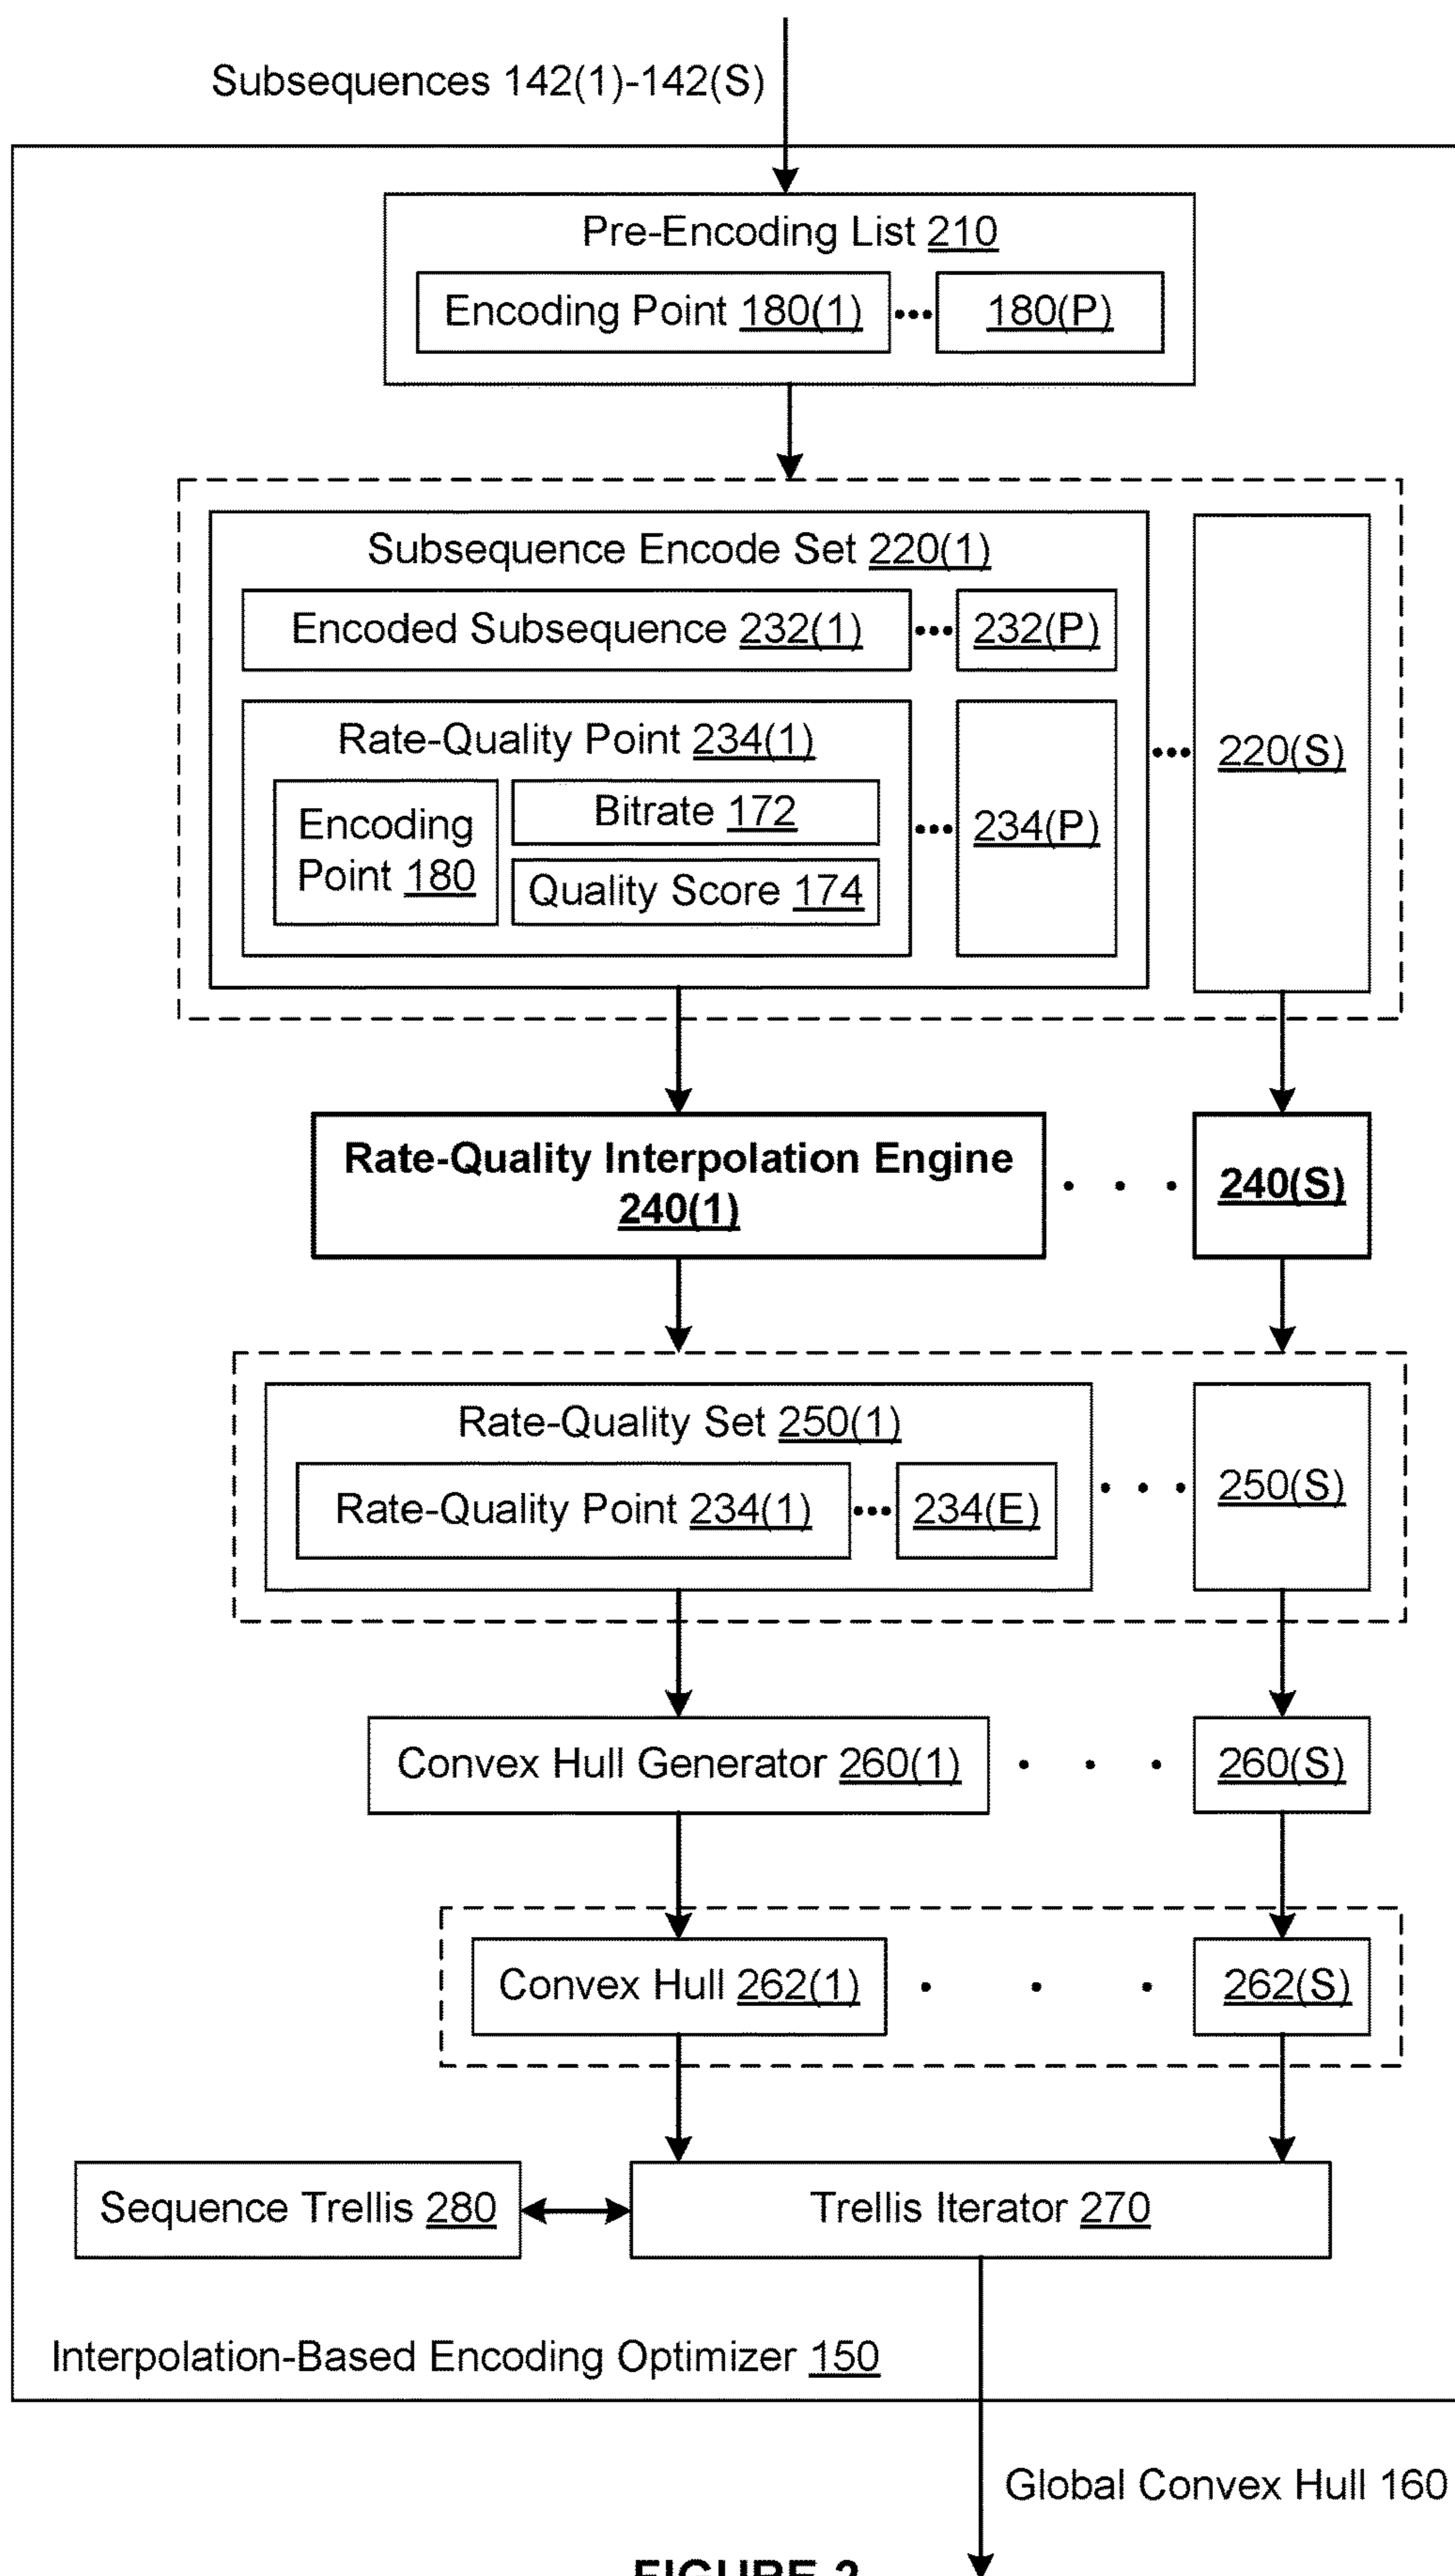 Subsequences 142(1)-142(S)
Pre-Encoding List 210
Encoding Point 180(1) ... 180(P)
Subsequence Encode Set 220(1)
Encoded Subsequence 232(1) ... 232(P)
Rate-Quality Point 234(1)
Encoding
Point 180
Bitrate 172
Quality Score 174
... 234(P)
... 220(S)
Rate-Quality Interpolation Engine
240(1)
. . . 240(S)
Rate-Quality Set 250(1)
Rate-Quality Point 234(1) ... 234(E)
. . . 250(S)
Convex Hull Generator 260(1) . . . 260(S)
Convex Hull 262(1) . . . 262(S)
Sequence Trellis 280
Trellis Iterator 270
Interpolation-Based Encoding Optimizer 150
Global Convex Hull 160
FIGURE 2